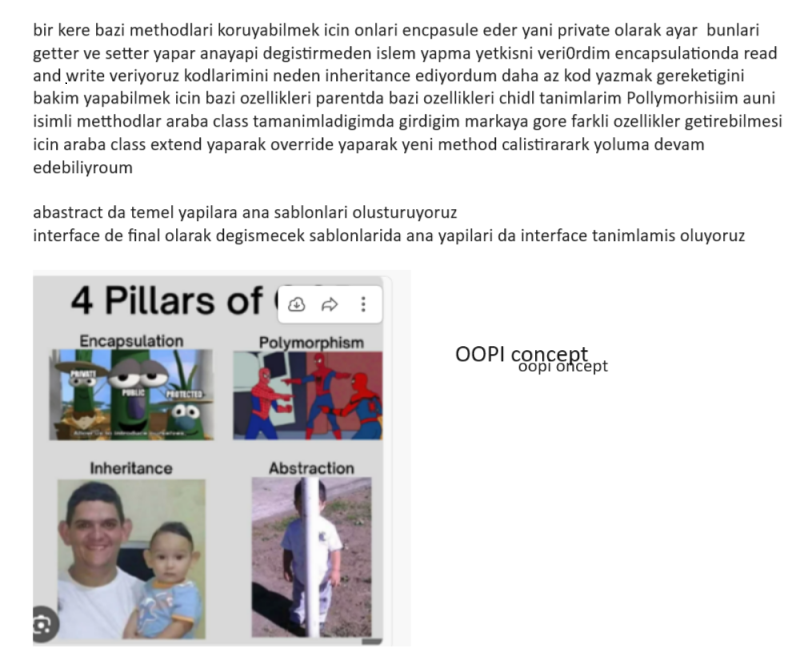 bir kere bazi methodlari koruyabilmek icin onlari encpasule eder yani private olarak ayar  bunlari
getter ve setter yapar anayapi degistirmeden islem yapma yetkisni veri0rdim encapsulationda read
and .write veriyoruz kodlarimini neden inheritance ediyordum daha az kod yazmak gereketigini
bakim yapabilmek icin bazi ozellikleri parentda bazi ozellikleri chidl tanimlarim Pollymorhisiim auni
isimli metthodlar araba class tamanimladigimda girdigim markaya gore farkli ozellikler getirebilmesi
icin araba class extend yaparak override yaparak yeni method calistirarark yoluma devam
edebiliyroum
abastract da temel yapilara ana sablonlari olusturuyoruz
interface de final olarak degismecek sablonlarida ana yapilari da interface tanimlamis oluyoruz
4 Pillars of
Encapsulation
Polymorphism
PRIVATE
PUBLIC
PROTECTED
Inheritance
Abstraction
OOPI concept
oopi oncept